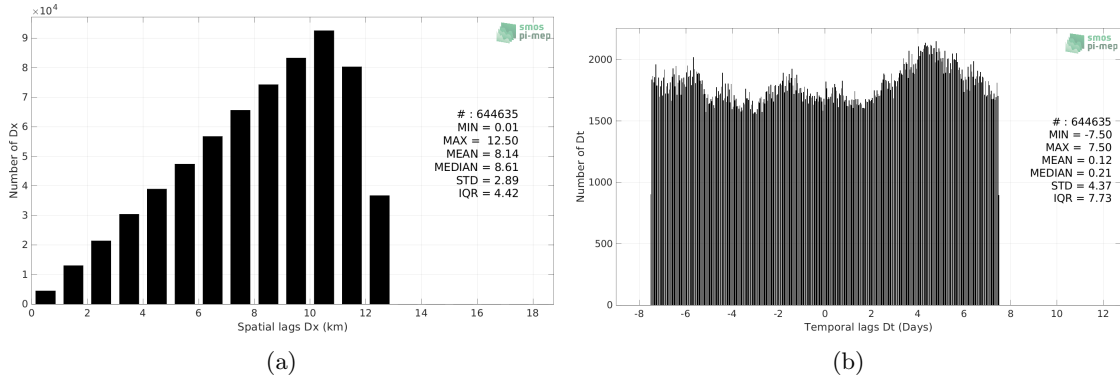 ×10⁴
9
8
7
6
5
4
3
2
1
0
Number of Dx
0 2 4 6 8 10 12 14 16 18
Spatial lags Dx (km)
smos
pi-mep
# : 644635
MIN = 0.01
MAX = 12.50
MEAN = 8.14
MEDIAN = 8.61
STD = 2.89
IQR = 4.42
(a)
2000
1500
1000
500
0
Number of Dt
-8 -6 -4 -2 0 2 4 6 8 10 12
Temporal lags Dt (Days)
smos
pi-mep
# : 644635
MIN = -7.50
MAX = 7.50
MEAN = 0.12
MEDIAN = 0.21
STD = 4.37
IQR = 7.73
(b)